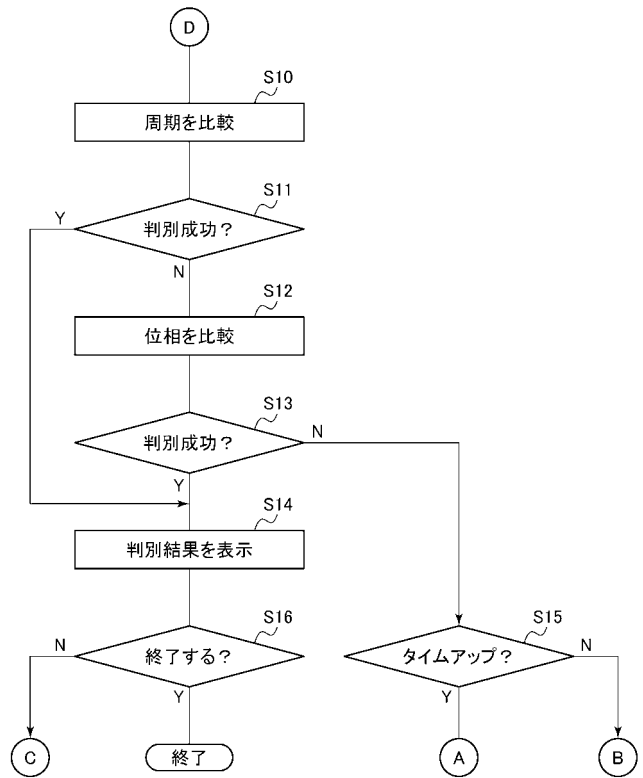 D
S10
周期を比較
S11
Y
判別成功？
N
S12
位相を比較
S13
判別成功？
N
Y
S14
判別結果を表示
S16
N
終了する？
Y
S15
タイムアップ？
N
Y
C
終了
A
B